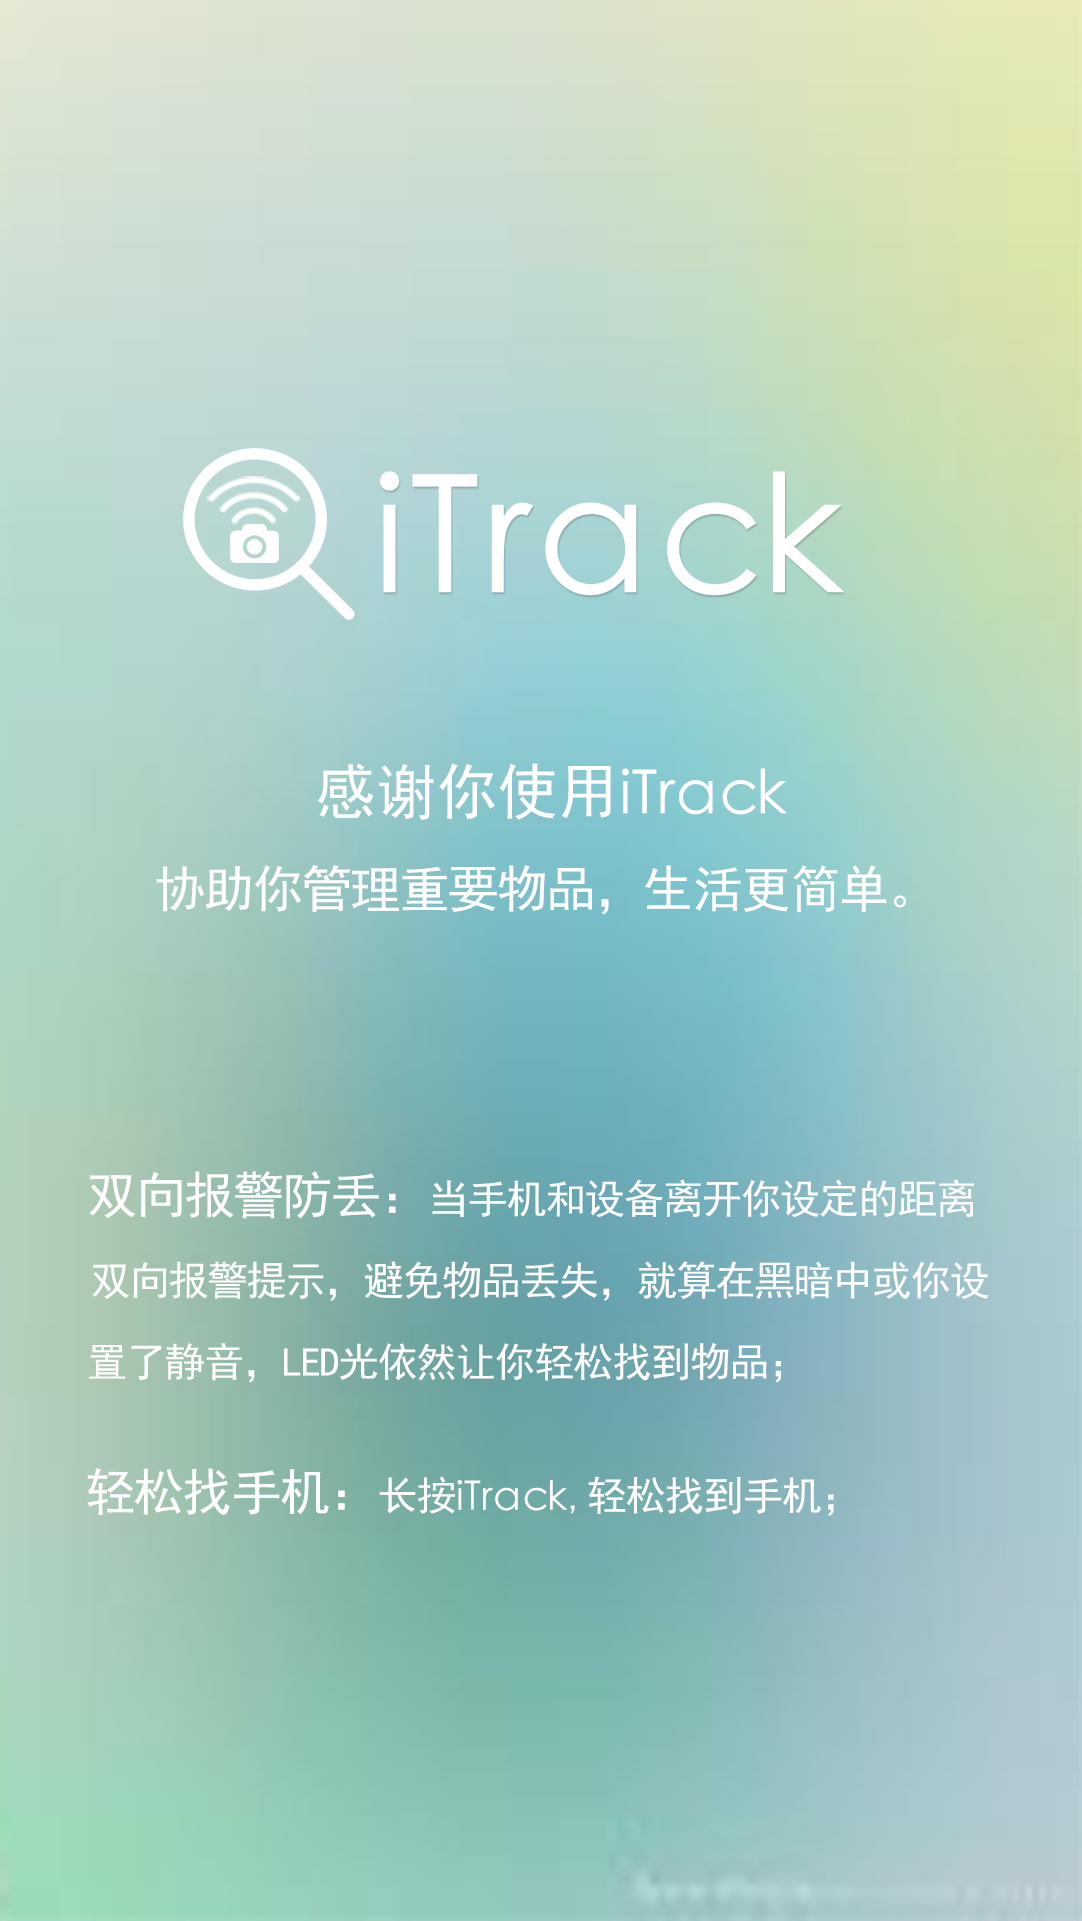 iTrack
感谢你使用iTrack
协助你管理重要物品，生活更简单。
双向报警防丢：当手机和设备离开你设定的距离
双向报警提示，避免物品丢失，就算在黑暗中或你设
置了静音，LED光依然让你轻松找到物品；
轻松找手机：长按iTrack,轻松找到手机；